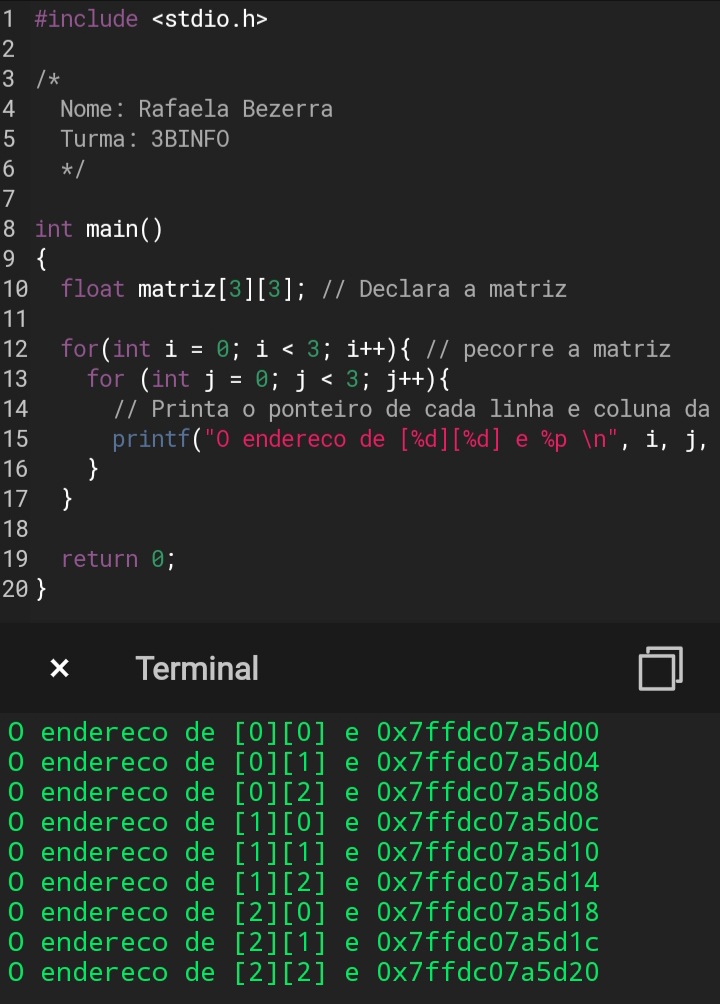 1 #include <stdio.h>
2
3 /*
4 Nome: Rafaela Bezerra
5 Turma: 3BINFO
6 */
7
8 int main()
9 {
10 float matriz[3][3]; // Declara a matriz
11
12 for(int i = 0; i < 3; i++){ // pecorre a matriz
13 for (int j = 0; j < 3; j++){
14 // Printa o ponteiro de cada linha e coluna da
15 printf("O endereco de [%d][%d] e %p \n", i, j,
16 }
17 }
18
19 return 0;
20 }
× Terminal
O endereco de [0][0] e 0x7ffdc07a5d00
O endereco de [0][1] e 0x7ffdc07a5d04
O endereco de [0][2] e 0x7ffdc07a5d08
O endereco de [1][0] e 0x7ffdc07a5d0c
O endereco de [1][1] e 0x7ffdc07a5d10
O endereco de [1][2] e 0x7ffdc07a5d14
O endereco de [2][0] e 0x7ffdc07a5d18
O endereco de [2][1] e 0x7ffdc07a5d1c
O endereco de [2][2] e 0x7ffdc07a5d20